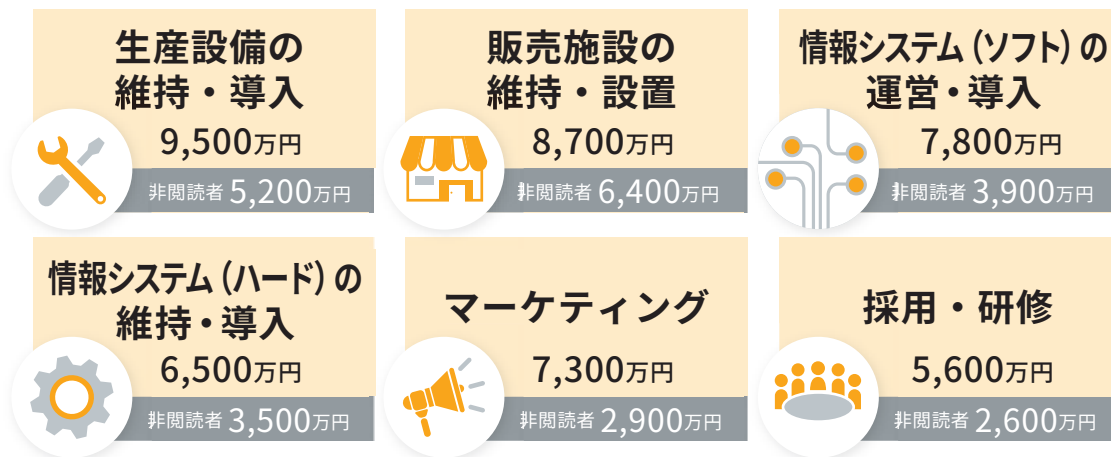 生産設備の
維持・導入
9,500万円
非閲読者 5,200万円
販売施設の
維持・設置
8,700万円
非閲読者 6,400万円
情報システム（ソフト）の
運営・導入
7,800万円
非閲読者 3,900万円
情報システム（ハード）の
維持・導入
6,500万円
非閲読者 3,500万円
マーケティング
7,300万円
非閲読者 2,900万円
採用・研修
5,600万円
非閲読者 2,600万円